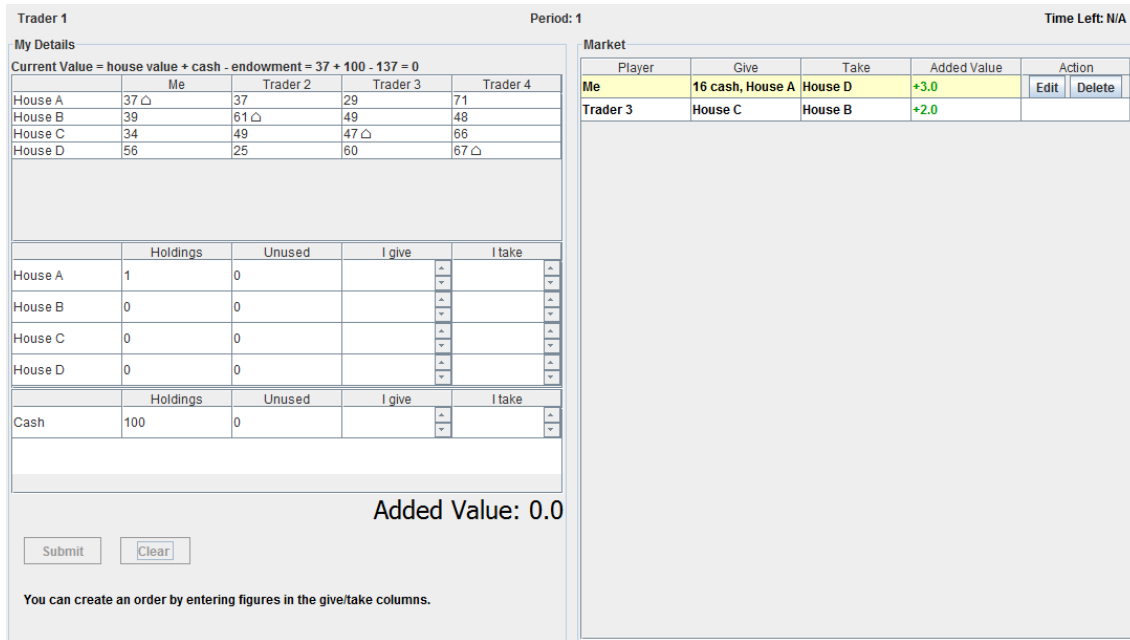 Trader 1 Period: 1 Time Left: N/A
My Details
Current Value = house value + cash - endowment = 37 + 100 - 137 = 0
Me Trader 2 Trader 3 Trader 4
House A 37 37 29 71
House B 39 61 49 48
House C 34 49 47 66
House D 56 25 60 67
Holdings Unused I give I take
House A 1 0
House B 0 0
House C 0 0
House D 0 0
Holdings Unused I give I take
Cash 100 0
Added Value: 0.0
Submit Clear
You can create an order by entering figures in the give/take columns.
Market
Player Give Take Added Value Action
Me 16 cash, House A House D +3.0 Edit Delete
Trader 3 House C House B +2.0